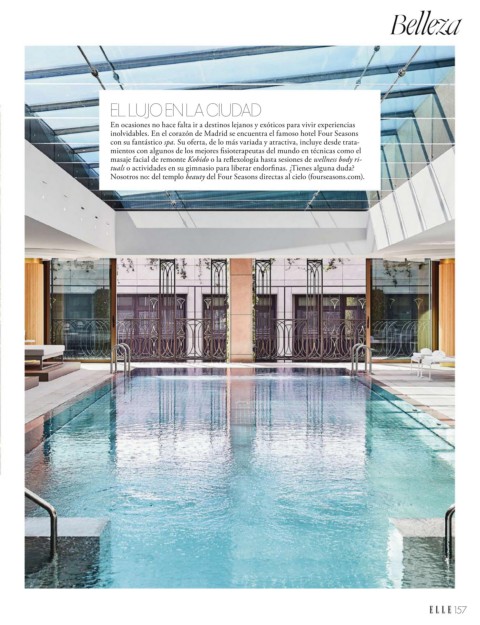 Belleza
EL LUJO EN LA CIUDAD
En ocasiones no hace falta ir a destinos lejanos y exóticos para vivir experiencias
inolvidables. En el corazón de Madrid se encuentra el famoso hotel Four Seasons
con su fantástico spa. Su oferta, de lo más variada y atractiva, incluye desde trata-
mientos con algunos de los mejores fisioterapeutas del mundo en técnicas como el
masaje facial de remonte Kobido o la reflexología hasta sesiones de wellness body ri-
tuals o actividades en su gimnasio para liberar endorfinas. ¿Tienes alguna duda?
Nosotros no: del templo beauty del Four Seasons directas al cielo (fourseasons.com).
ELLE 157